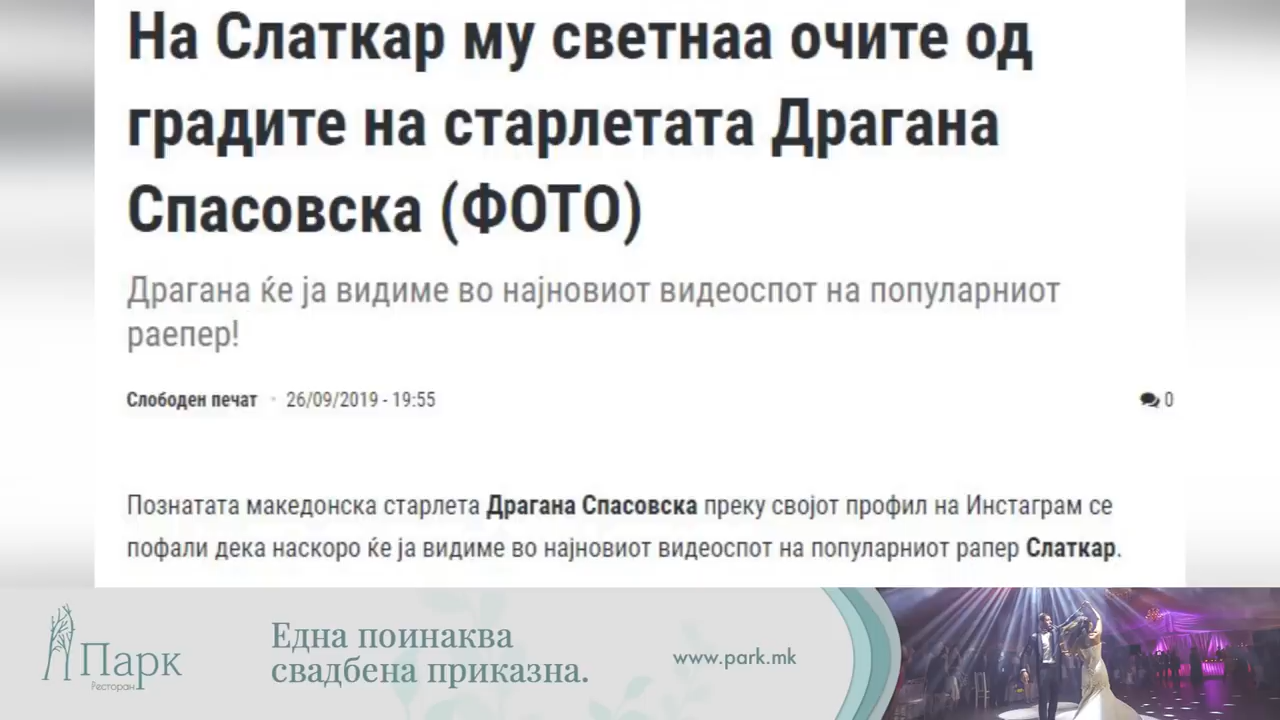 На Слаткар му светнаа очите од
градите на старлетата Драгана
Спасовска (ФОТО)
Драгана ќе ја видиме во најновиот видеоспот на популарниот
раепер!
Слободен печат • 26/09/2019 - 19:55
0
Познатата македонска старлета Драгана Спасовска преку својот профил на Инстаграм се
пофали дека наскоро ќе ја видиме во најновиот видеоспот на популарниот рапер Слаткар.
Парк
Ресторан
Една поинаква
свадбена приказна.
www.park.mk